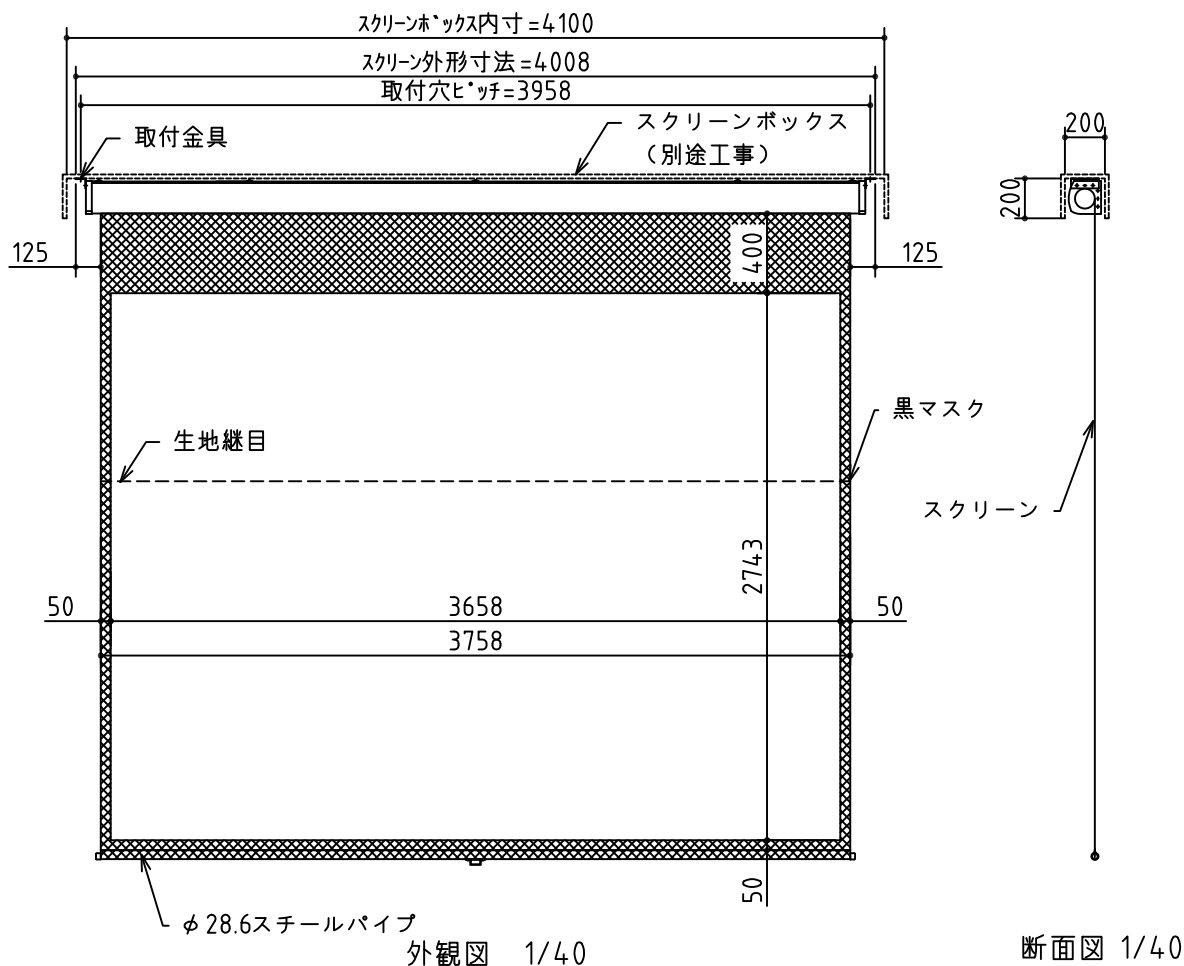 スクリーンボックス内寸=4100
スクリーン外形寸法=4008
取付穴ピッチ=3958
取付金具
スクリーンボックス
（別途工事）
200
200
125
400
125
生地継目
黒マスク
スクリーン
2743
50
3658
50
3758
50
φ28.6スチールパイプ
外観図 1/40
断面図 1/40